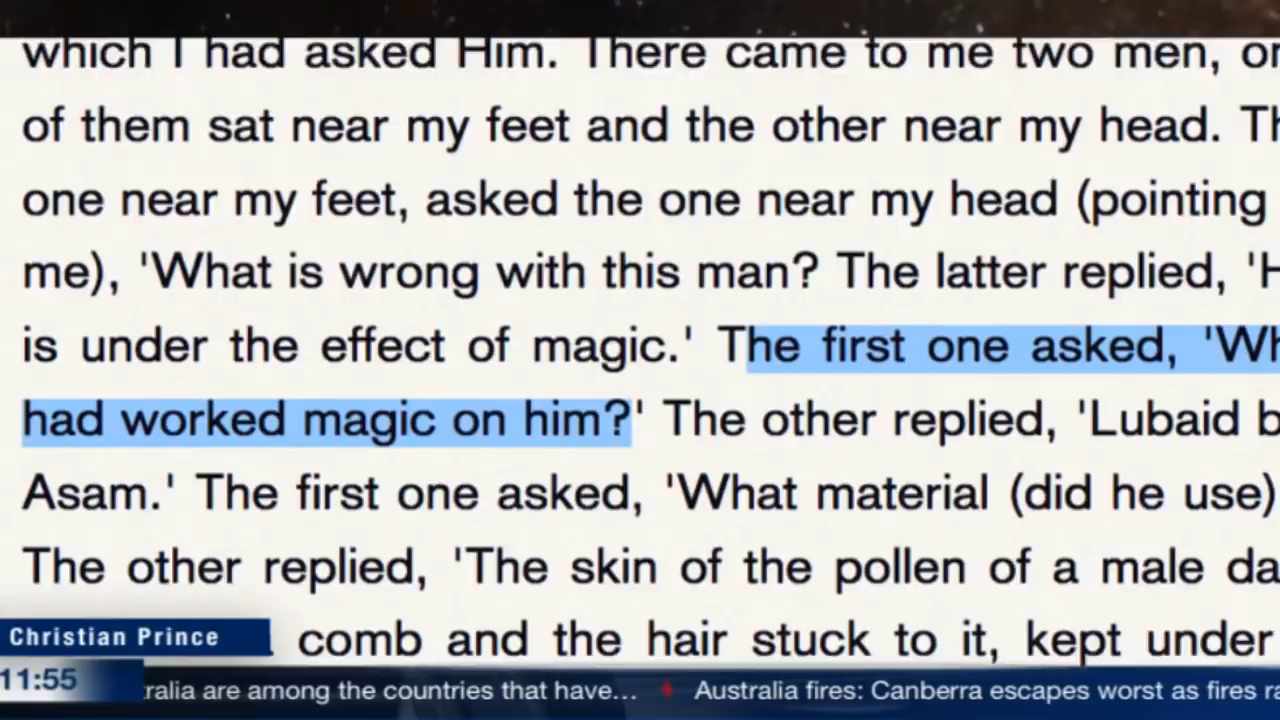 which I had asked Him. There came to me two men,
of them sat near my feet and the other near my head.
one near my feet, asked the one near my head (pointing
me), 'What is wrong with this man? The latter replied,
is under the effect of magic.' The first one asked,
had worked magic on him?' The other replied, 'Lubaid
Asam.' The first one asked, 'What material (did he use)
The other replied, 'The skin of the pollen of a male
comb and the hair stuck to it, kept under
Christian Prince
11:55
are among the countries that have... Australia fires: Canberra escapes worst as fires